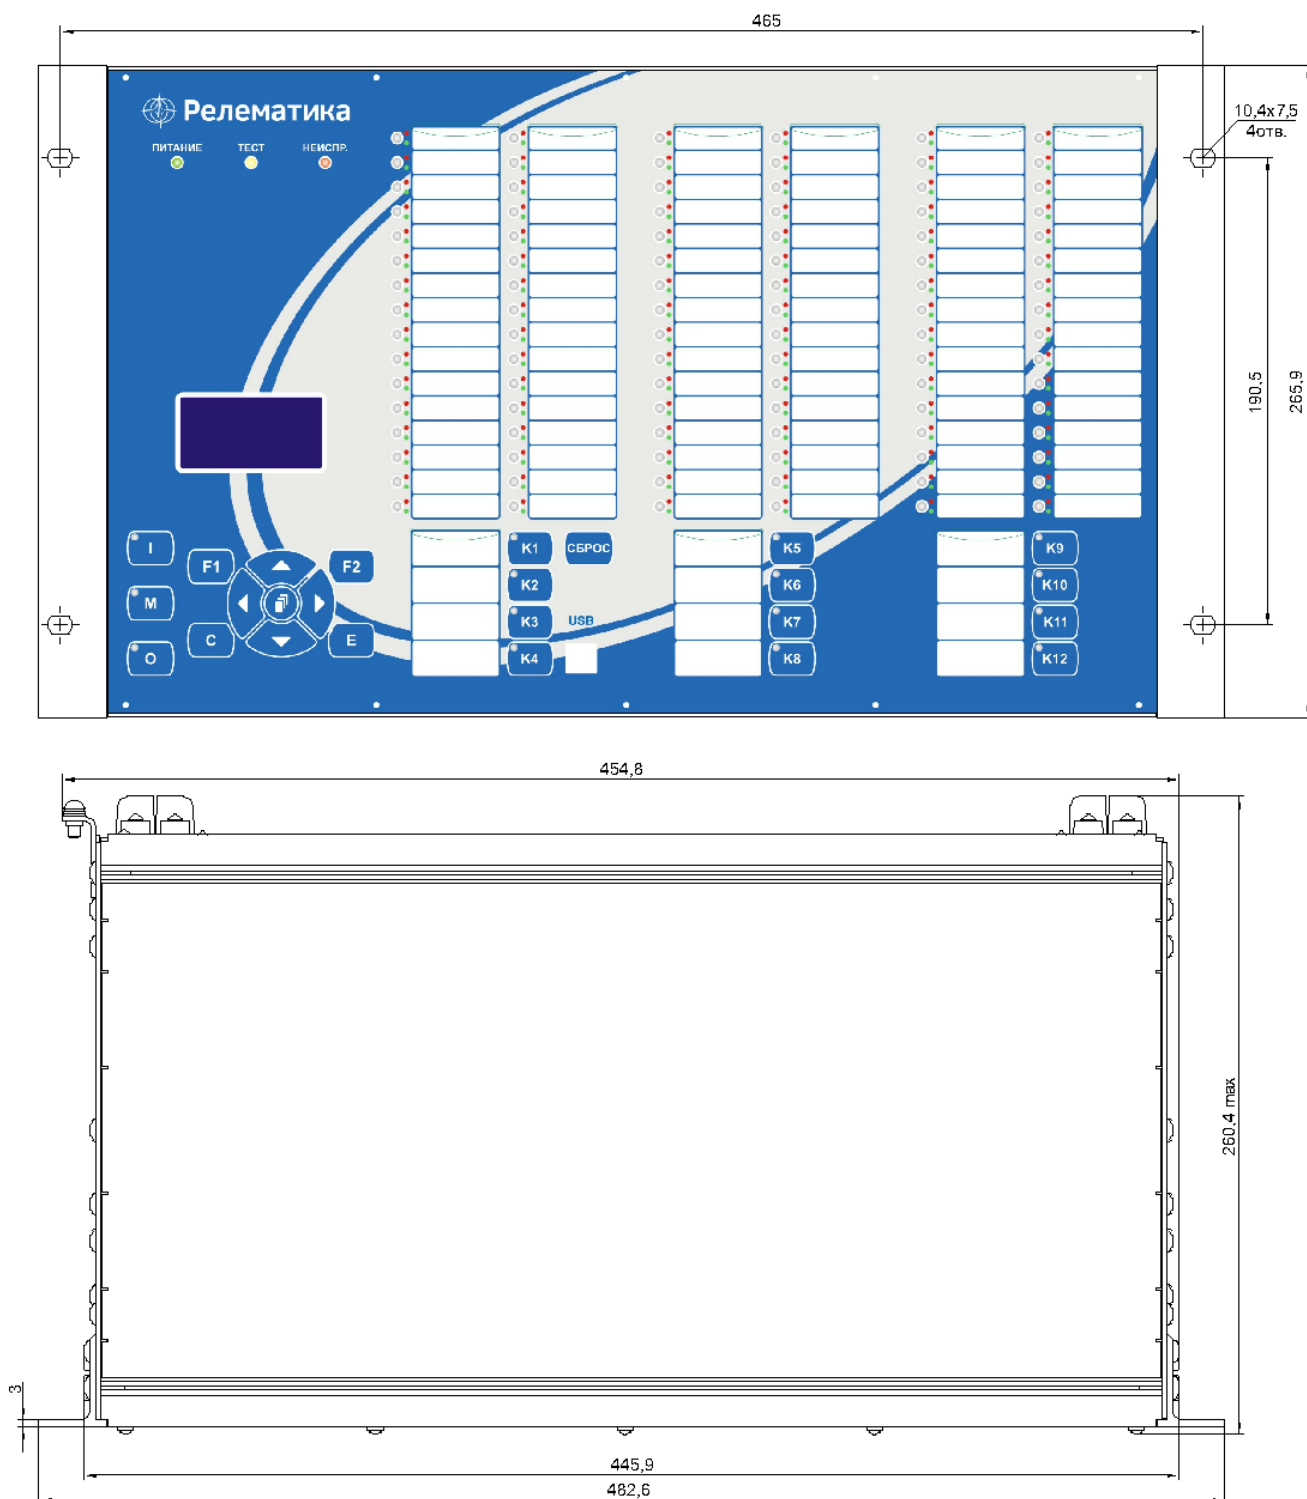 465
Релематика
10,4x7,5
4отв.
ПИТАНИЕ ТЕСТ НЕИСПР.
190,5
265,9
I
F1
F2
M
C
E
O
K1
СБРОС
K2
K3
USB
K4
K5
K6
K7
K8
K9
K10
K11
K12
454,8
260,4 max
3
445,9
482,6